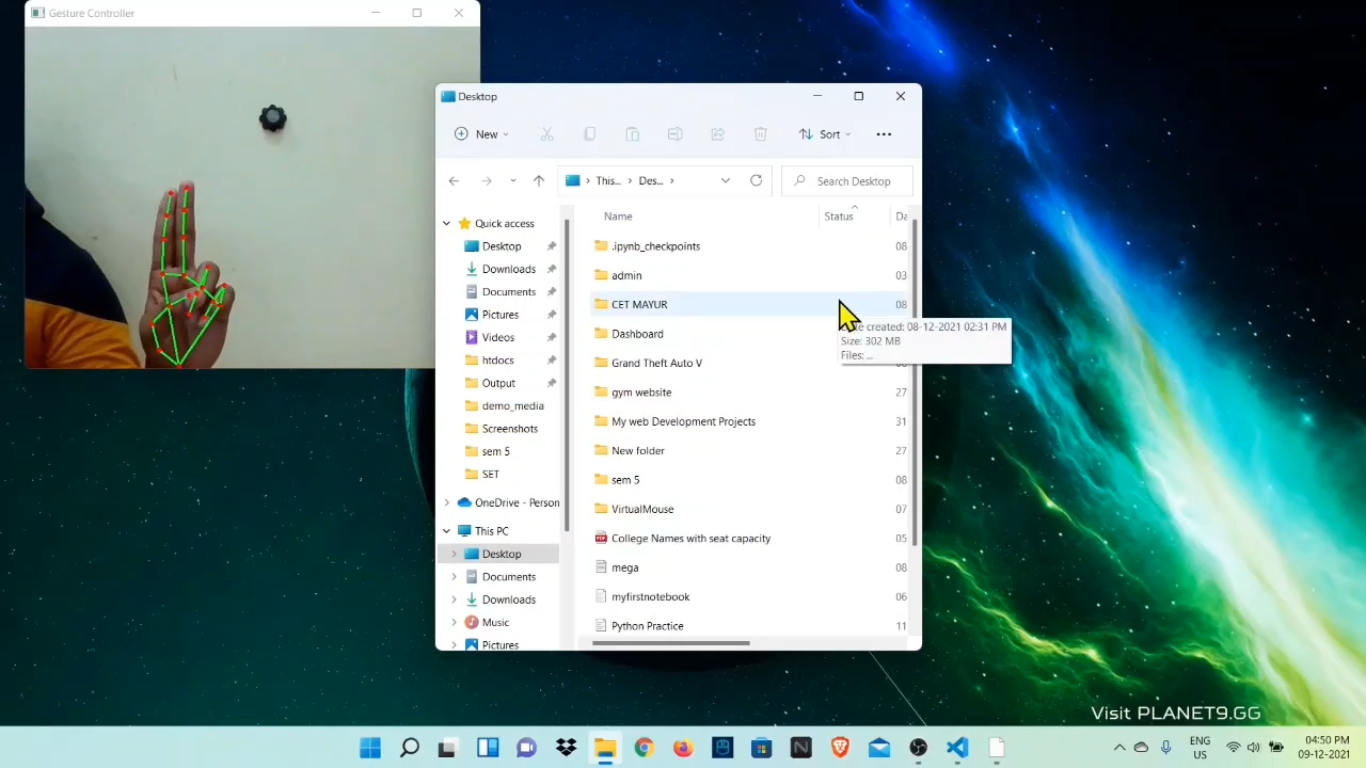 Gesture Controller
Desktop
New
Sort
This...
Des...
Search Desktop
Name
Status
Da
Quick access
Desktop
Downloads
Documents
Pictures
Videos
htdocs
Output
demo_media
Screenshots
sem 5
SET
OneDrive - Person
This PC
Desktop
Documents
Downloads
Music
Pictures
.ipynb_checkpoints 08
admin 03
CET MAYUR 08
Dashboard
Grand Theft Auto V
gym website 27
My web Development Projects 31
New folder 27
sem 5 08
VirtualMouse 07
College Names with seat capacity 05
mega 08
myfirstnotebook 06
Python Practice 11
created: 08-12-2021 02:31 PM
Size: 302 MB
Files: ...
Visit PLANET9.GG
ENG
US
04:50 PM
09-12-2021